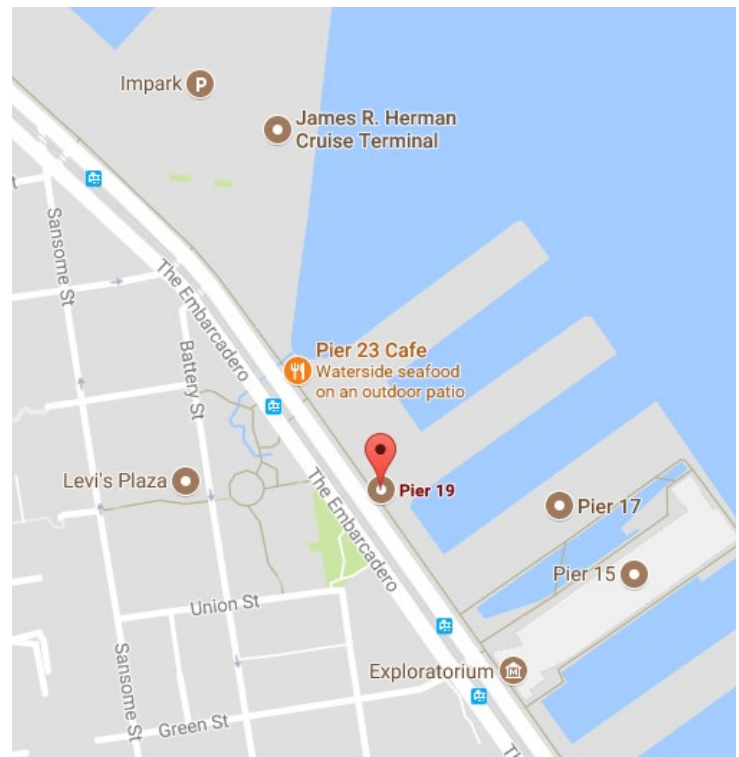 Impark
P
James R. Herman
Cruise Terminal
St
Sansome St
The Embarcadero
Battery St
Pier 23 Cafe
Waterside seafood
on an outdoor patio
Levi's Plaza
The Embarcadero
Pier 19
Pier 17
Pier 15
Union St
Sansome St
Exploratorium
Green St